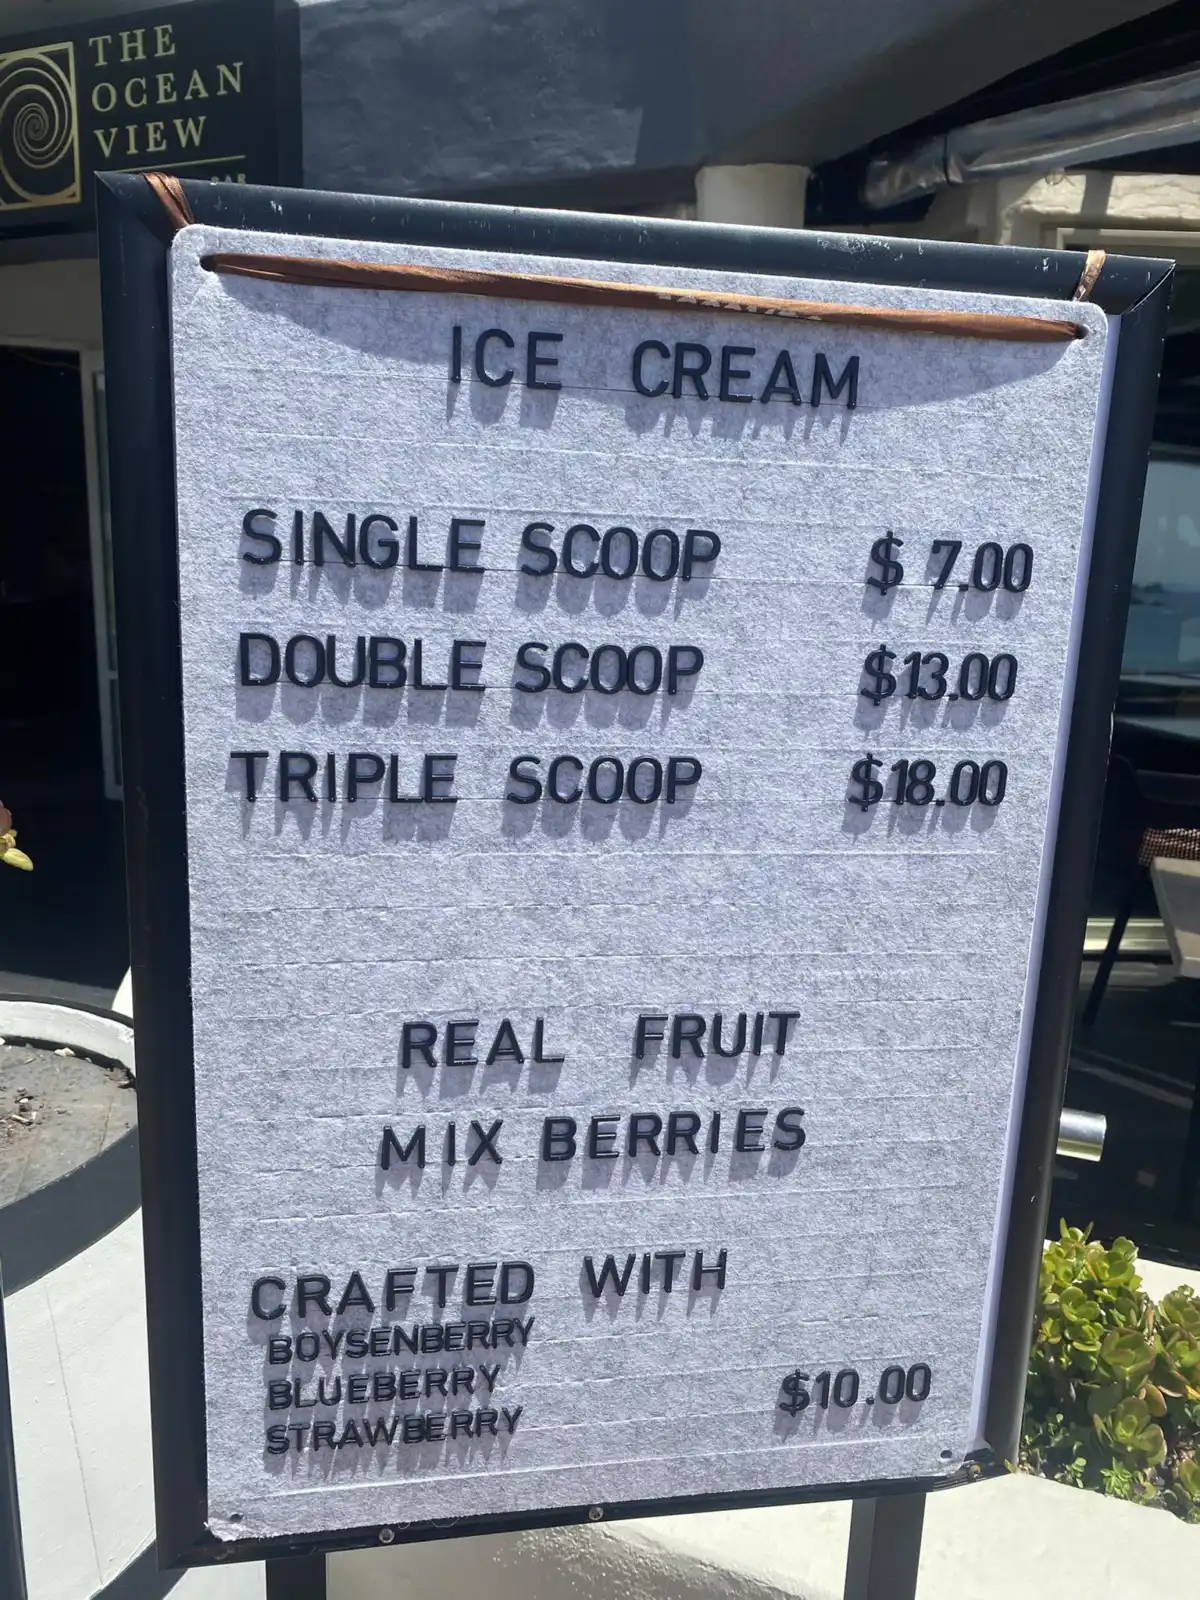 THE
OCEAN
VIEW
BAR
ICE CREAM
SINGLE SCOOP $ 7.00
DOUBLE SCOOP $13.00
TRIPLE SCOOP $18.00
REAL FRUIT
MIX BERRIES
CRAFTED WITH
BOYSENBERRY
BLUEBERRY $10.00
STRAWBERRY